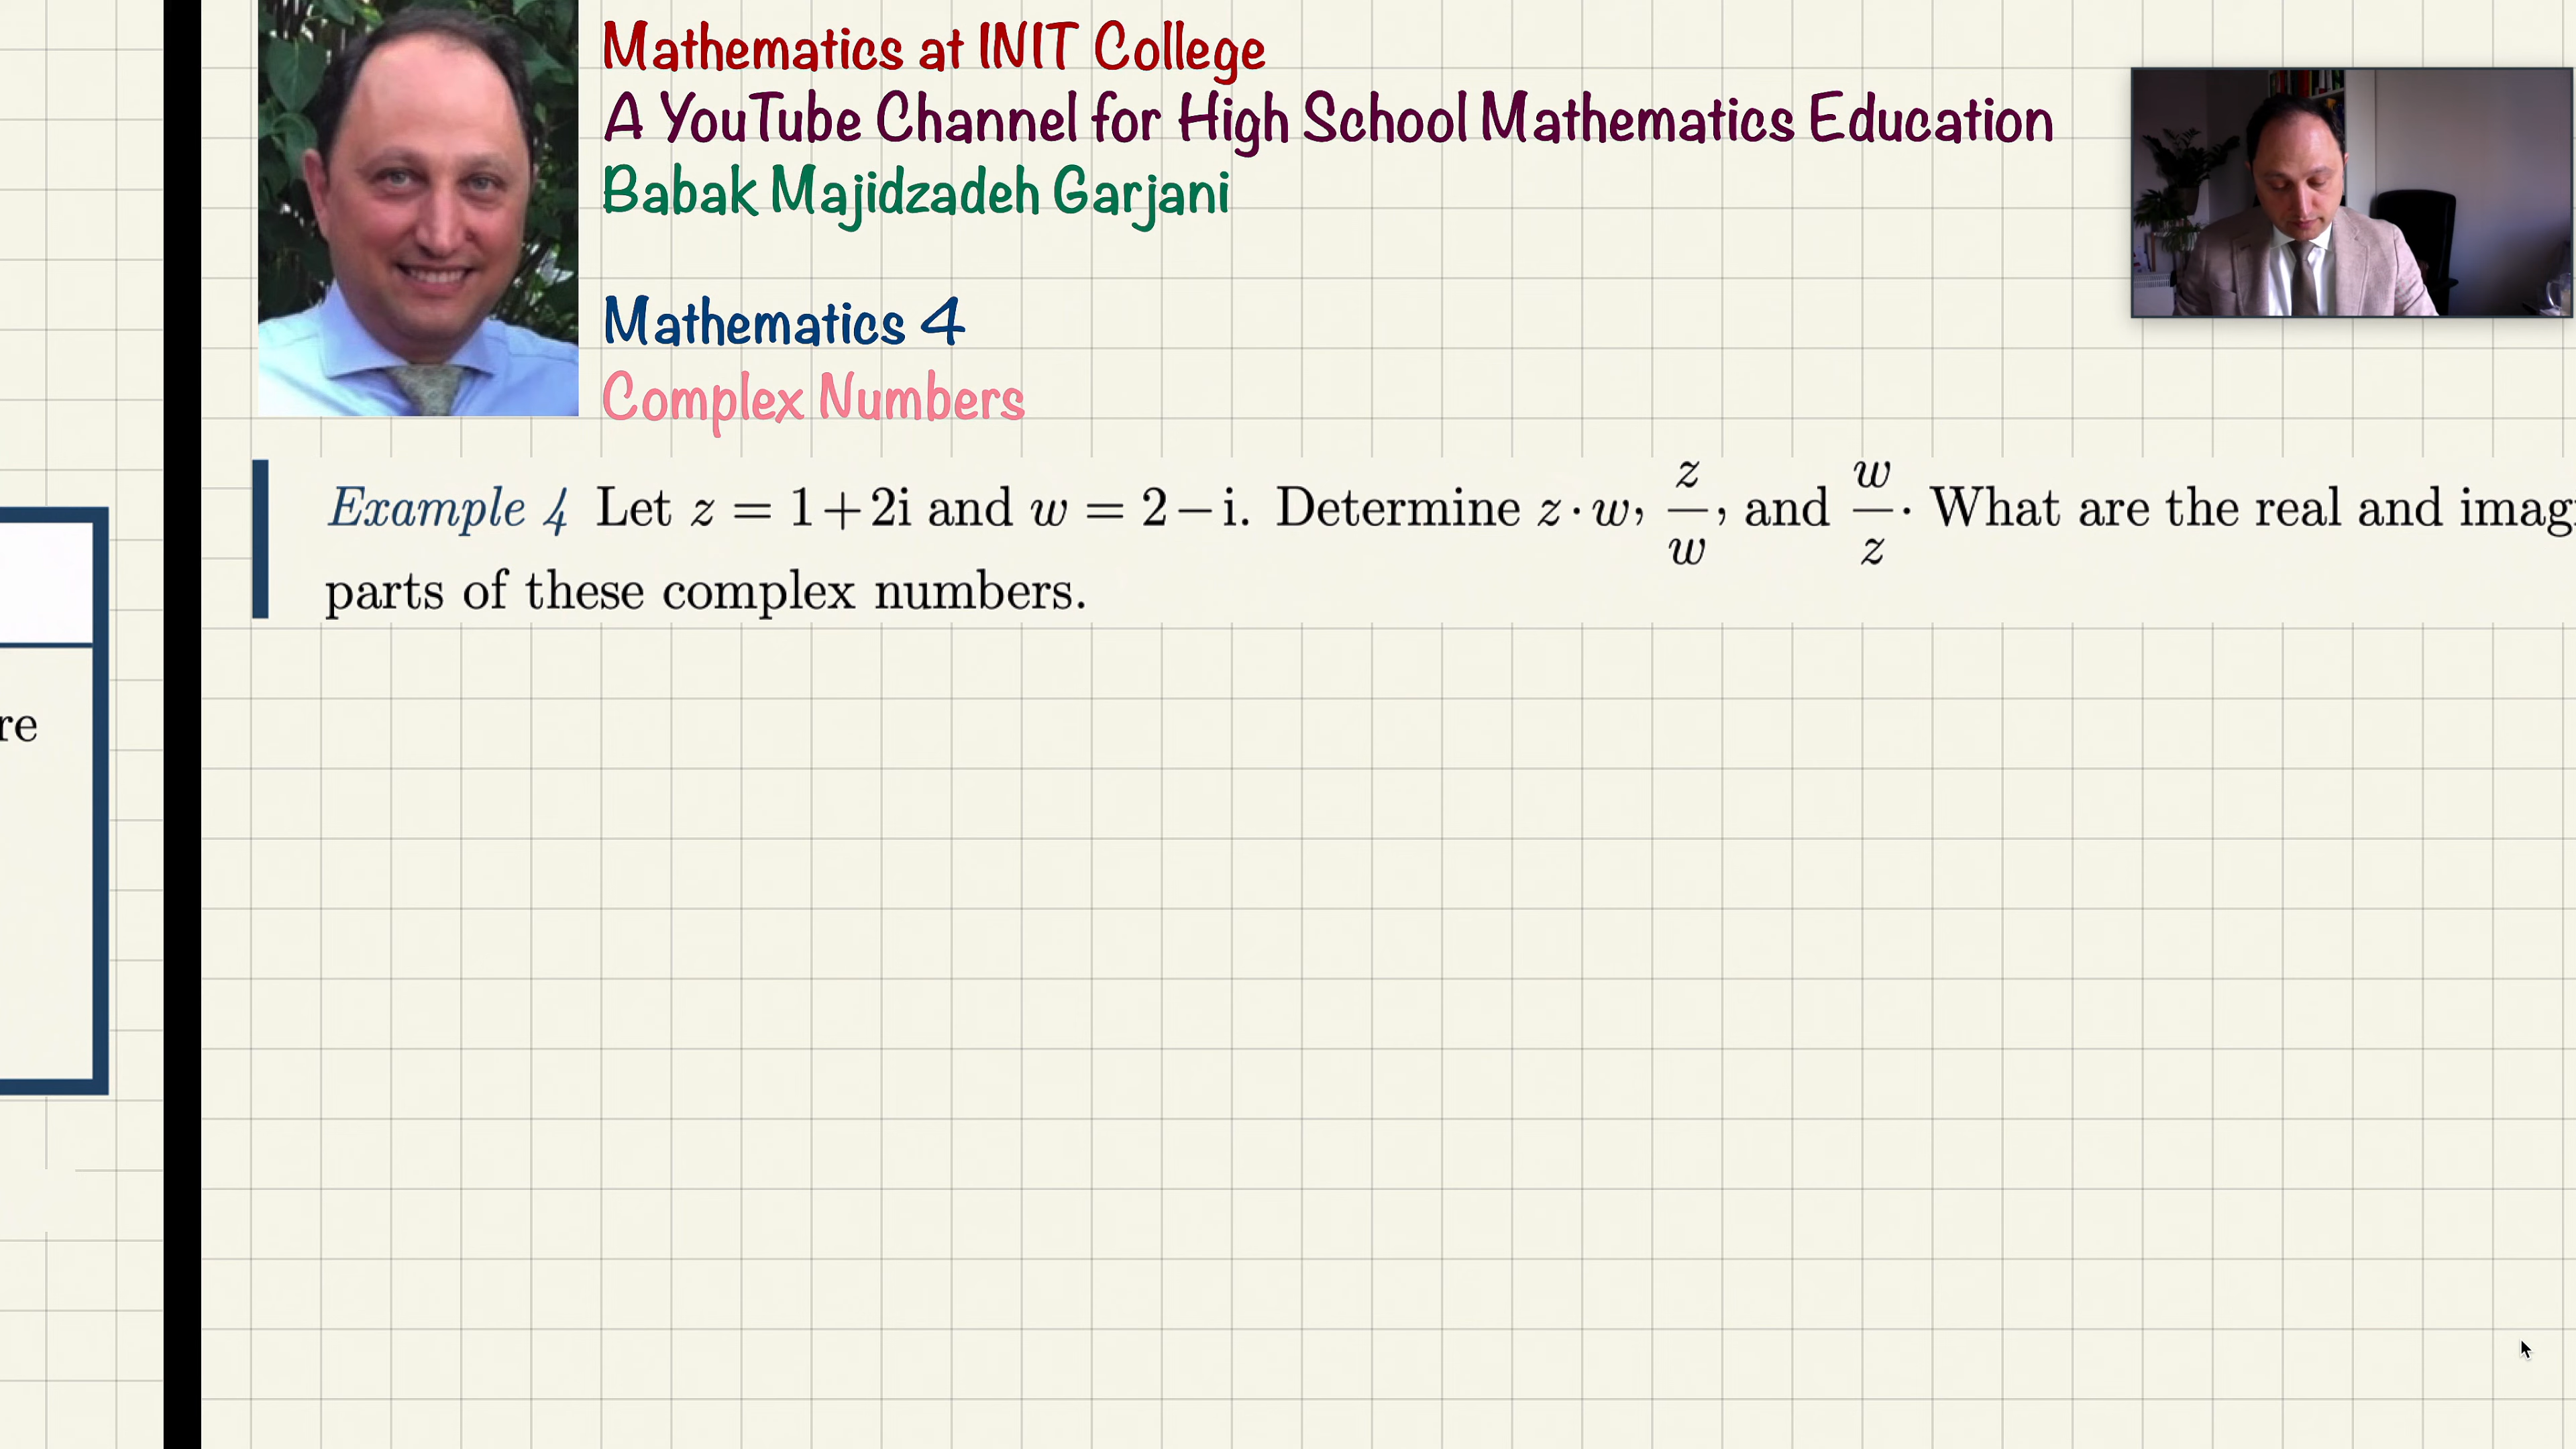 Mathematics at INIT College
A YouTube Channel for High School Mathematics Education
Babak Majidzadeh Garjani
Mathematics 4
Complex Numbers
Example 4 Let z = 1+2i and w = 2−i. Determine z·w, z/w, and w/z. What are the real and imag
parts of these complex numbers.
re